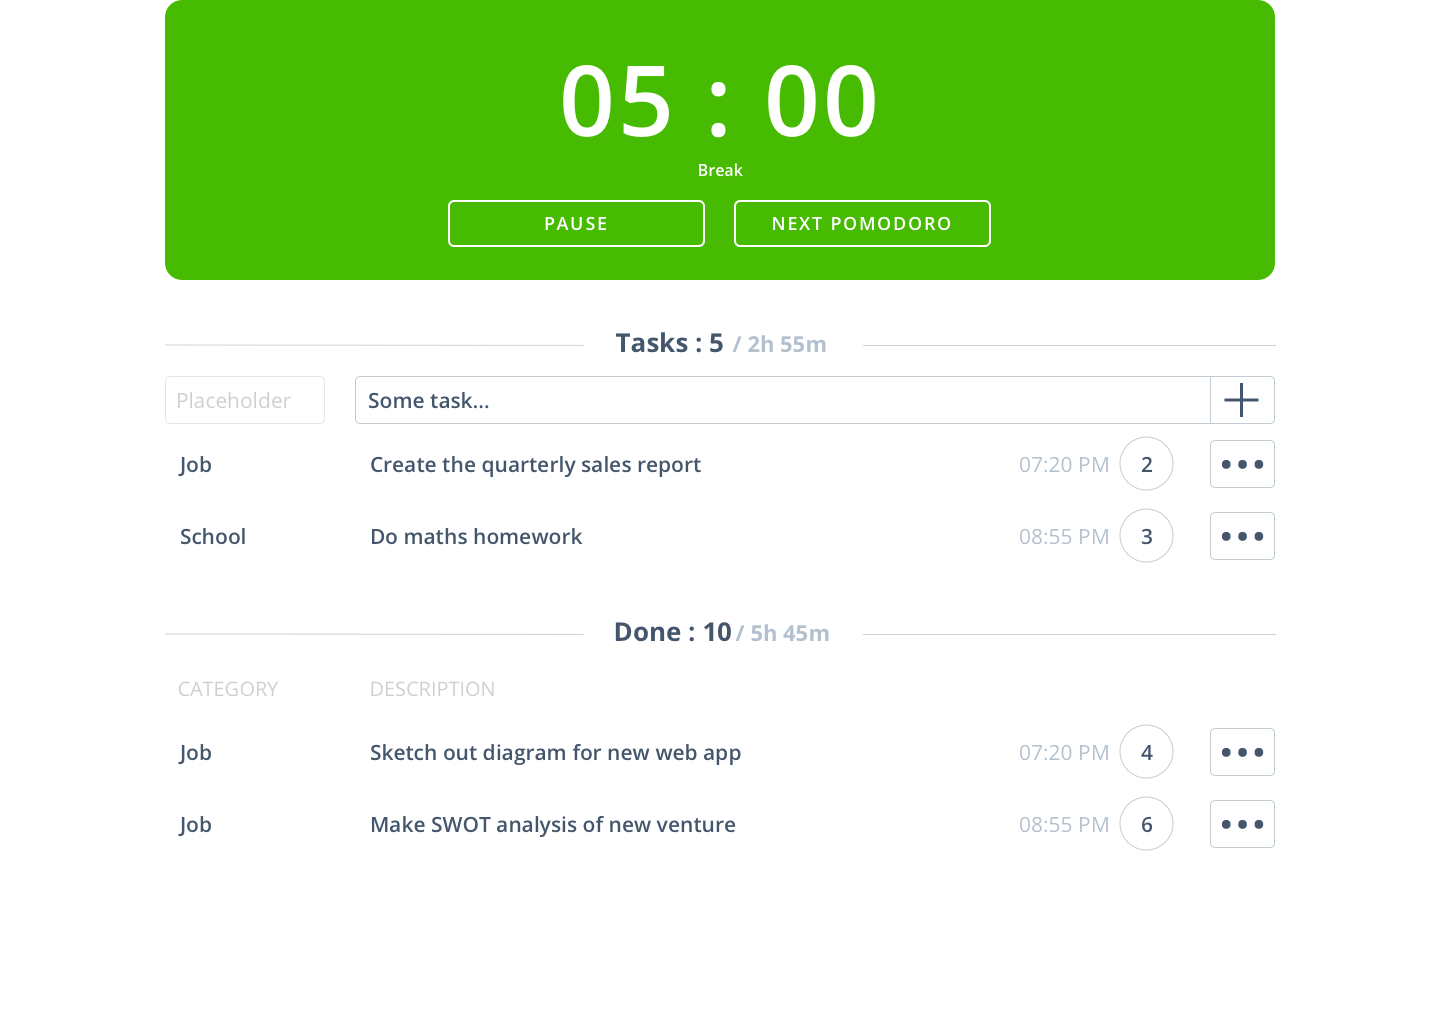 05 : 00
Break
PAUSE NEXT POMODORO
Tasks : 5 / 2h 55m
Placeholder Some task...
Job Create the quarterly sales report 07:20 PM 2
School Do maths homework 08:55 PM 3
Done : 10 / 5h 45m
CATEGORY DESCRIPTION
Job Sketch out diagram for new web app 07:20 PM 4
Job Make SWOT analysis of new venture 08:55 PM 6